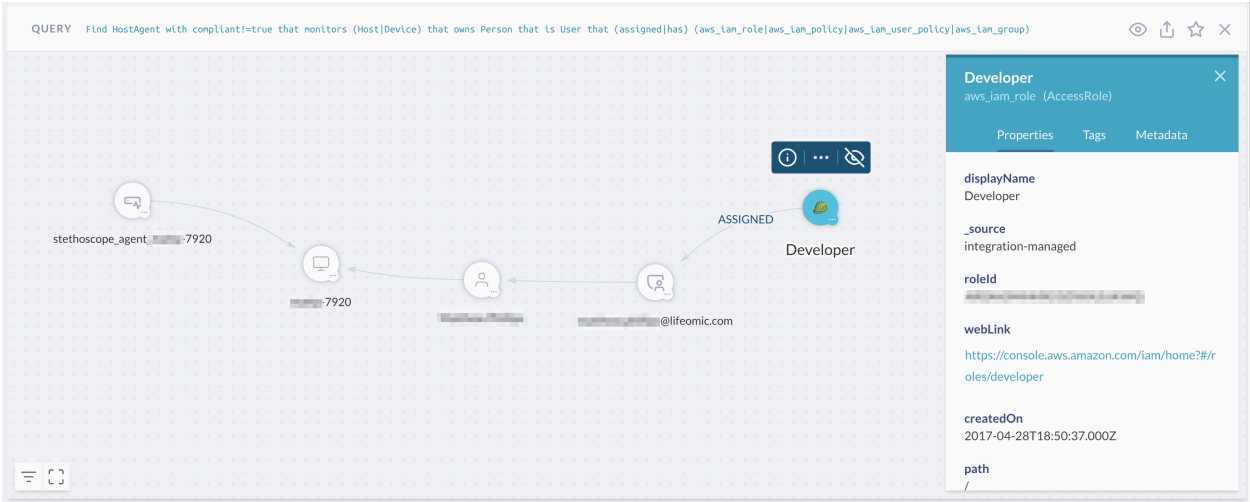 QUERY Find HostAgent with compliant!=true that monitors (Host|Device) that owns Person that is User that (assigned|has) (aws_iam_role|aws_iam_policy|aws_iam_user_policy|aws_iam_group)
stethoscope_agent_ -7920
-7920
@lifeomic.com
ASSIGNED
Developer
Developer
aws_iam_role (AccessRole)
Properties Tags Metadata
displayName
Developer
_source
integration-managed
roleId
webLink
https://console.aws.amazon.com/iam/home?#/r
oles/developer
createdOn
2017-04-28T18:50:37.000Z
path
/